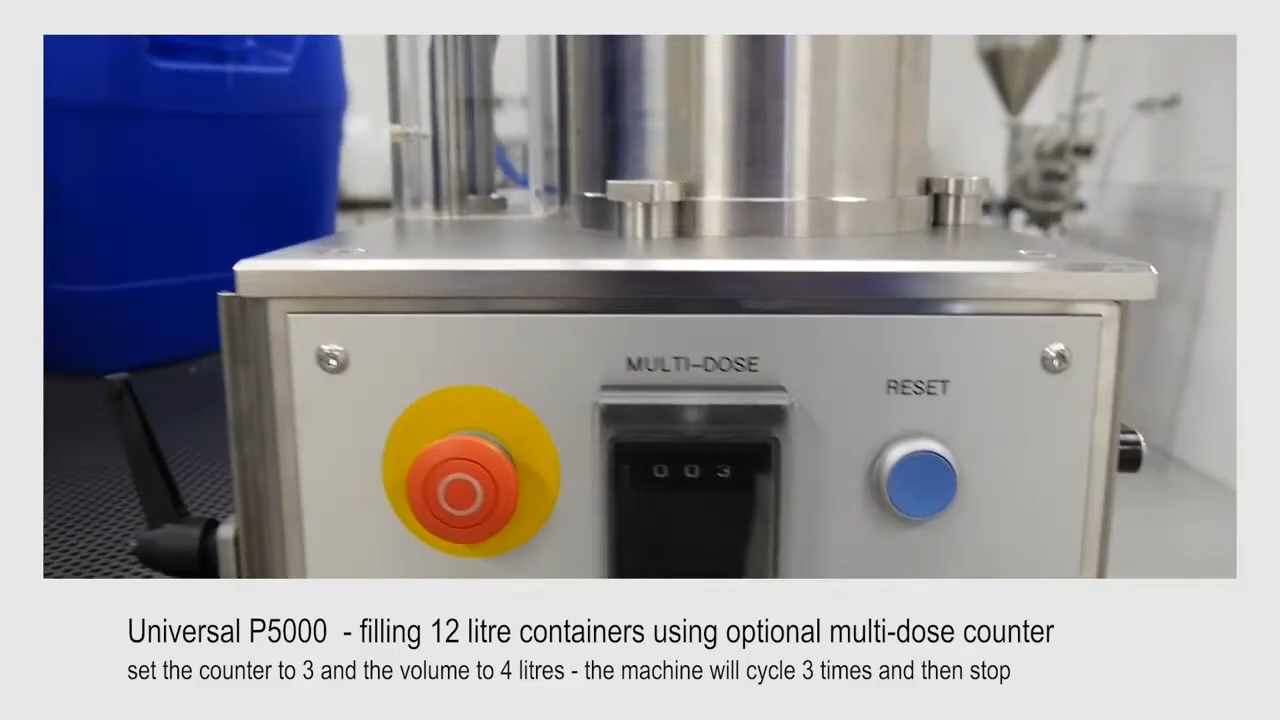 MULTI-DOSE
RESET
003
Universal P5000 - filling 12 litre containers using optional multi-dose counter
set the counter to 3 and the volume to 4 litres - the machine will cycle 3 times and then stop